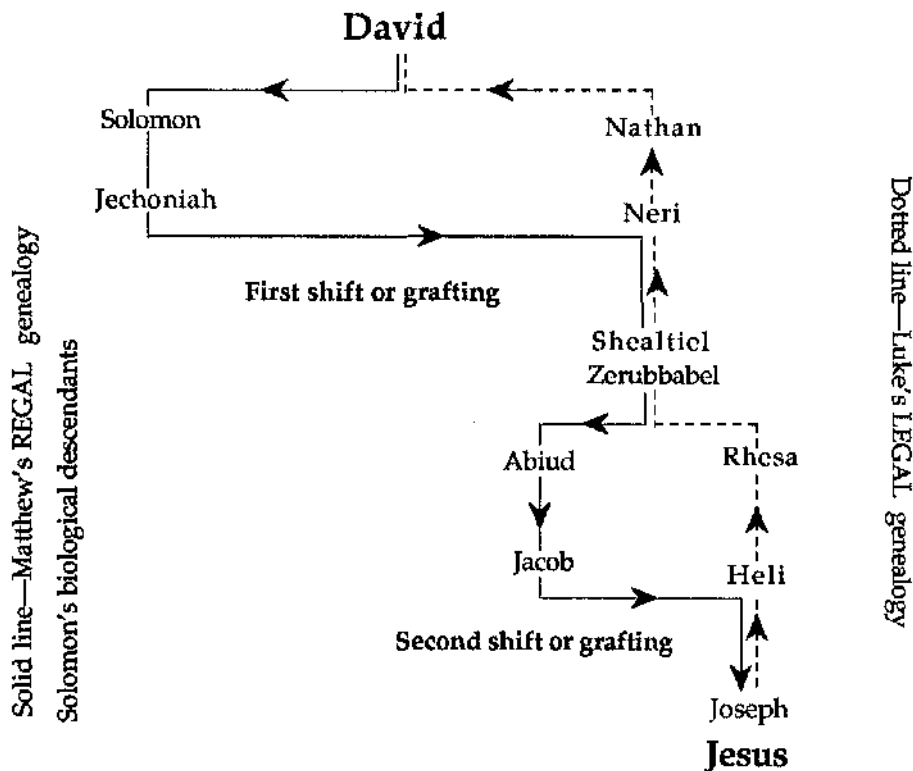 David
Solomon
Nathan
Jechoniah
Neri
First shift or grafting
Shealtiel
Zerubbabel
Abiud
Rhesa
Jacob
Heli
Second shift or grafting
Joseph
Jesus
Solid line—Matthew's REGAL genealogy
Solomon's biological descendants
Dotted line—Luke's LEGAL genealogy